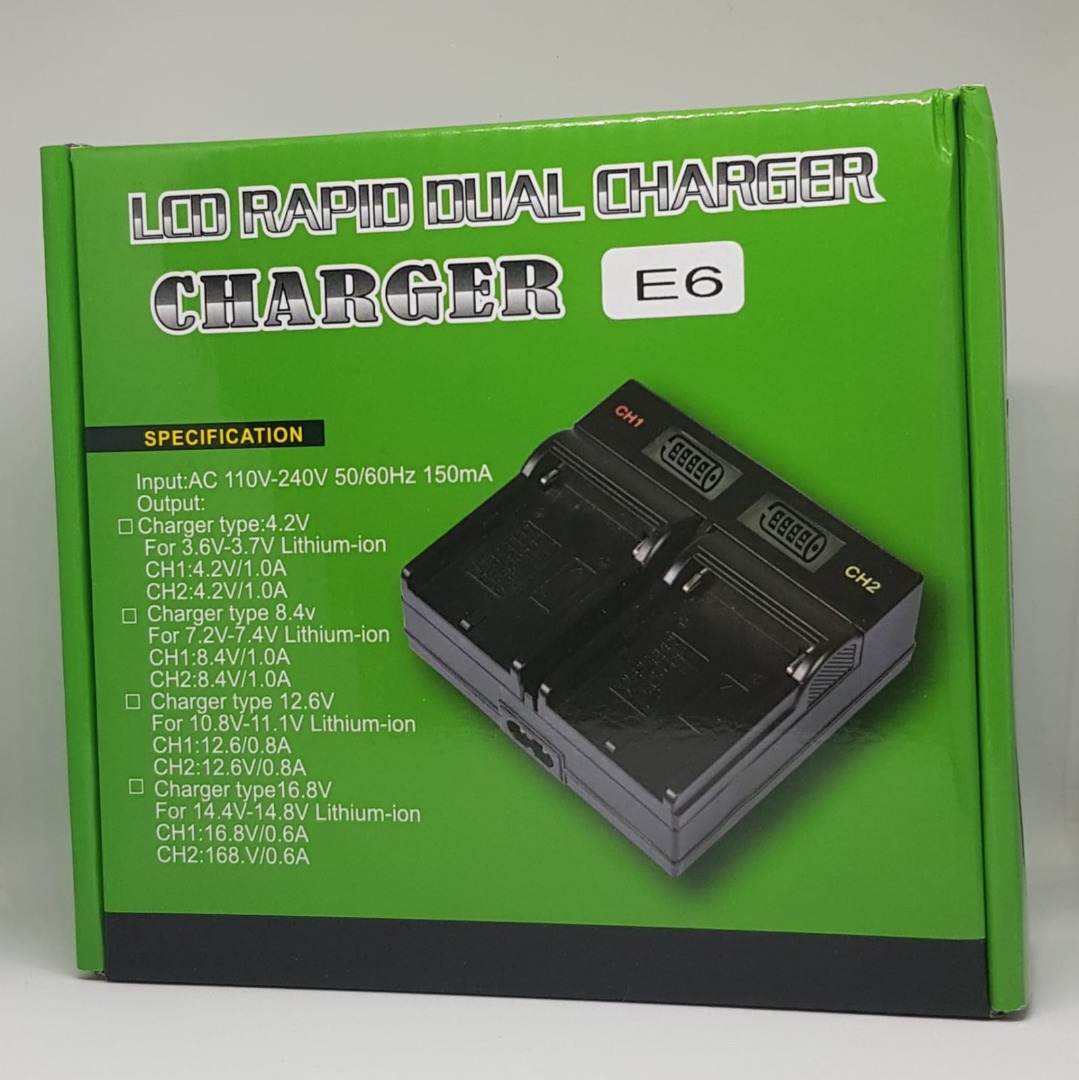 LCD RAPID DUAL CHARGER
CHARGER E6
SPECIFICATION
Input:AC 110V-240V 50/60Hz 150mA
Output:
Charger type:4.2V
For 3.6V-3.7V Lithium-ion
CH1:4.2V/1.0A
CH2:4.2V/1.0A
Charger type 8.4v
For 7.2V-7.4V Lithium-ion
CH1:8.4V/1.0A
CH2:8.4V/1.0A
Charger type 12.6V
For 10.8V-11.1V Lithium-ion
CH1:12.6/0.8A
CH2:12.6V/0.8A
Charger type16.8V
For 14.4V-14.8V Lithium-ion
CH1:16.8V/0.6A
CH2:168.V/0.6A
CH1
CH2